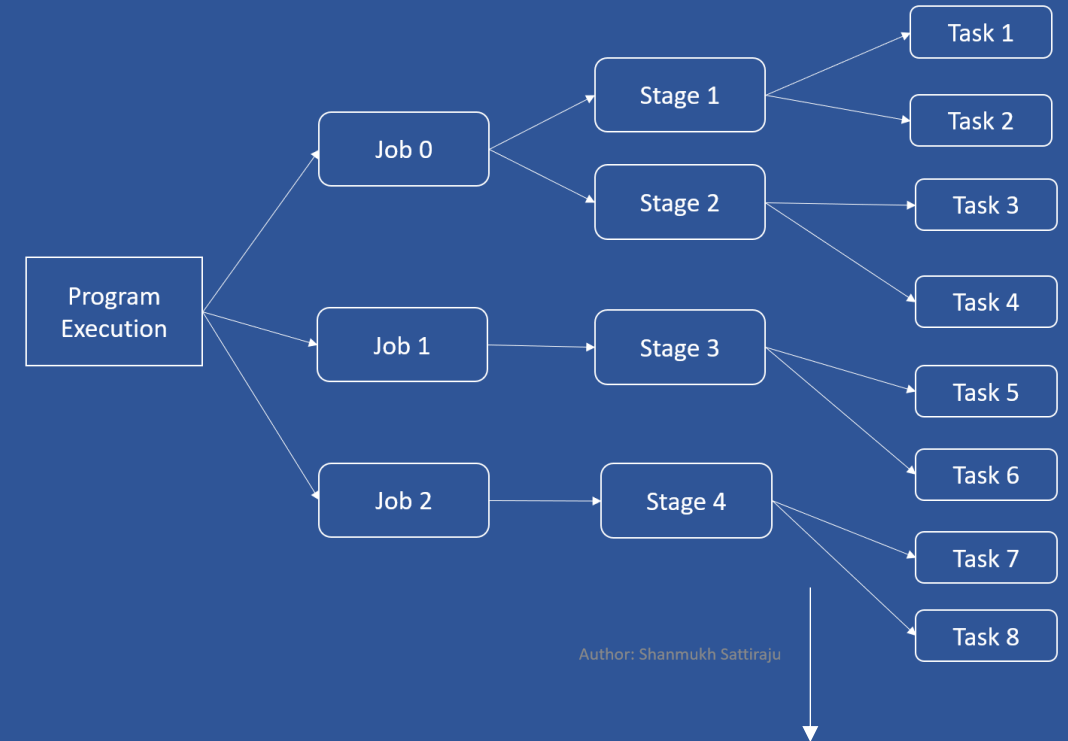 Program
Execution
Job 0
Job 1
Job 2
Stage 1
Stage 2
Stage 3
Stage 4
Task 1
Task 2
Task 3
Task 4
Task 5
Task 6
Task 7
Task 8
Author: Shanmukh Sattiraju